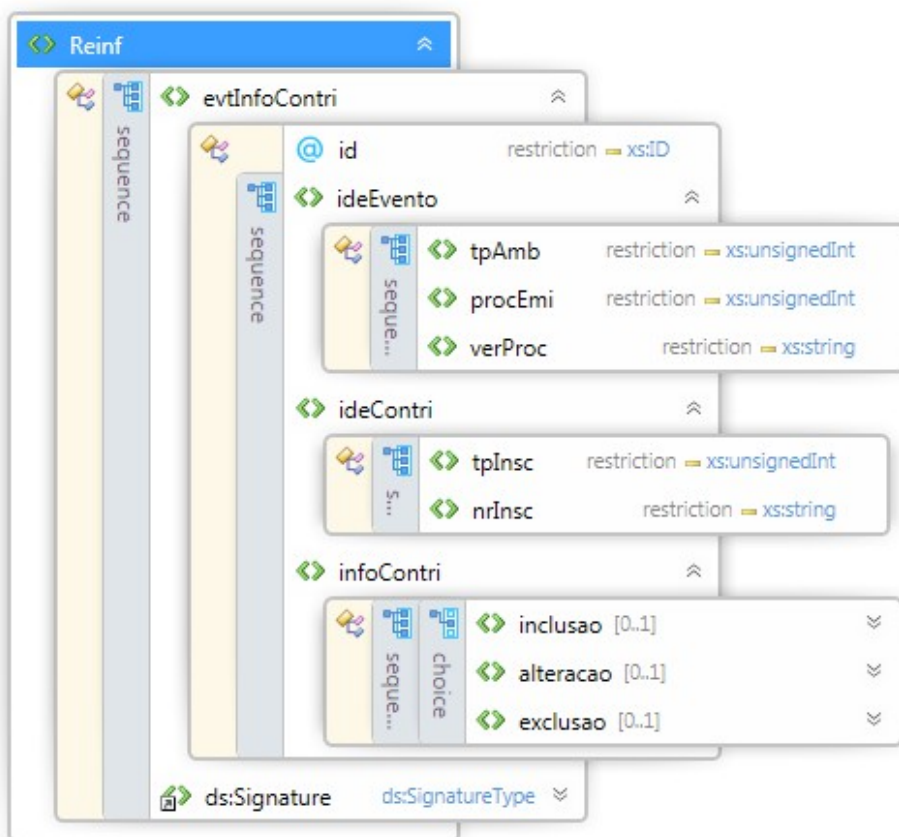 Reinf
sequence
evtInfoContri
sequence
@ id restriction xs:ID
ideEvento
seque...
tpAmb restriction xs:unsignedInt
procEmi restriction xs:unsignedInt
verProc restriction xs:string
ideContri
s...
tpInsc restriction xs:unsignedInt
nrInsc restriction xs:string
infoContri
seque...
choice
inclusao [0..1]
alteracao [0..1]
exclusao [0..1]
ds:Signature ds:SignatureType